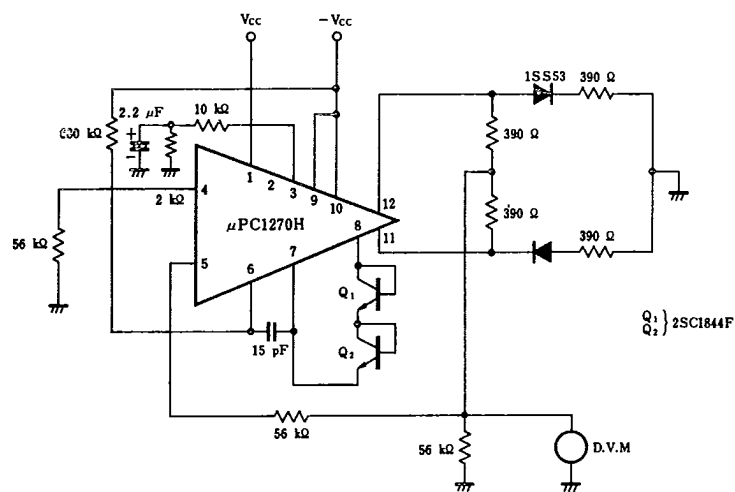 VCC
−VCC
1SS53
390 Ω
2.2 μF
10 kΩ
+
−
390 Ω
1
2
3
9
10
4
2 kΩ
12
μPC1270H
390 Ω
11
8
56 kΩ
5
7
390 Ω
6
Q1
Q1
Q2 } 2SC1844F
15 pF
Q2
56 kΩ
56 kΩ
D.V.M